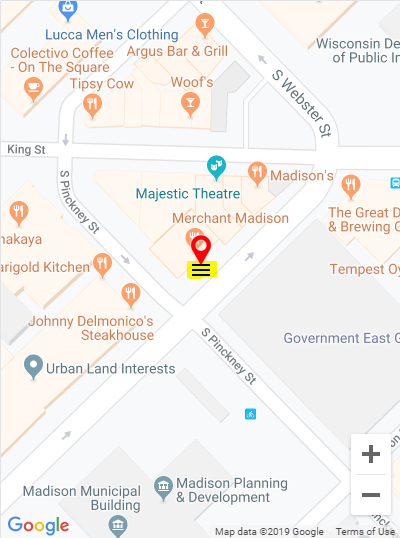 Lucca Men's Clothing
Colectivo Coffee
- On The Square
Argus Bar & Grill
Tipsy Cow
Woof's
Wisconsin De
of Public In
S Webster St
King St
S Pinckney St
Majestic Theatre
Madison's
Merchant Madison
The Great D
& Brewing
nakaya
arigold Kitchen
Tempest Oy
Johnny Delmonico's
Steakhouse
S Pinckney St
Government East G
Urban Land Interests
Madison Planning
& Development
Madison Municipal
Building
+
−
Google
Map data ©2019 Google
Terms of Use